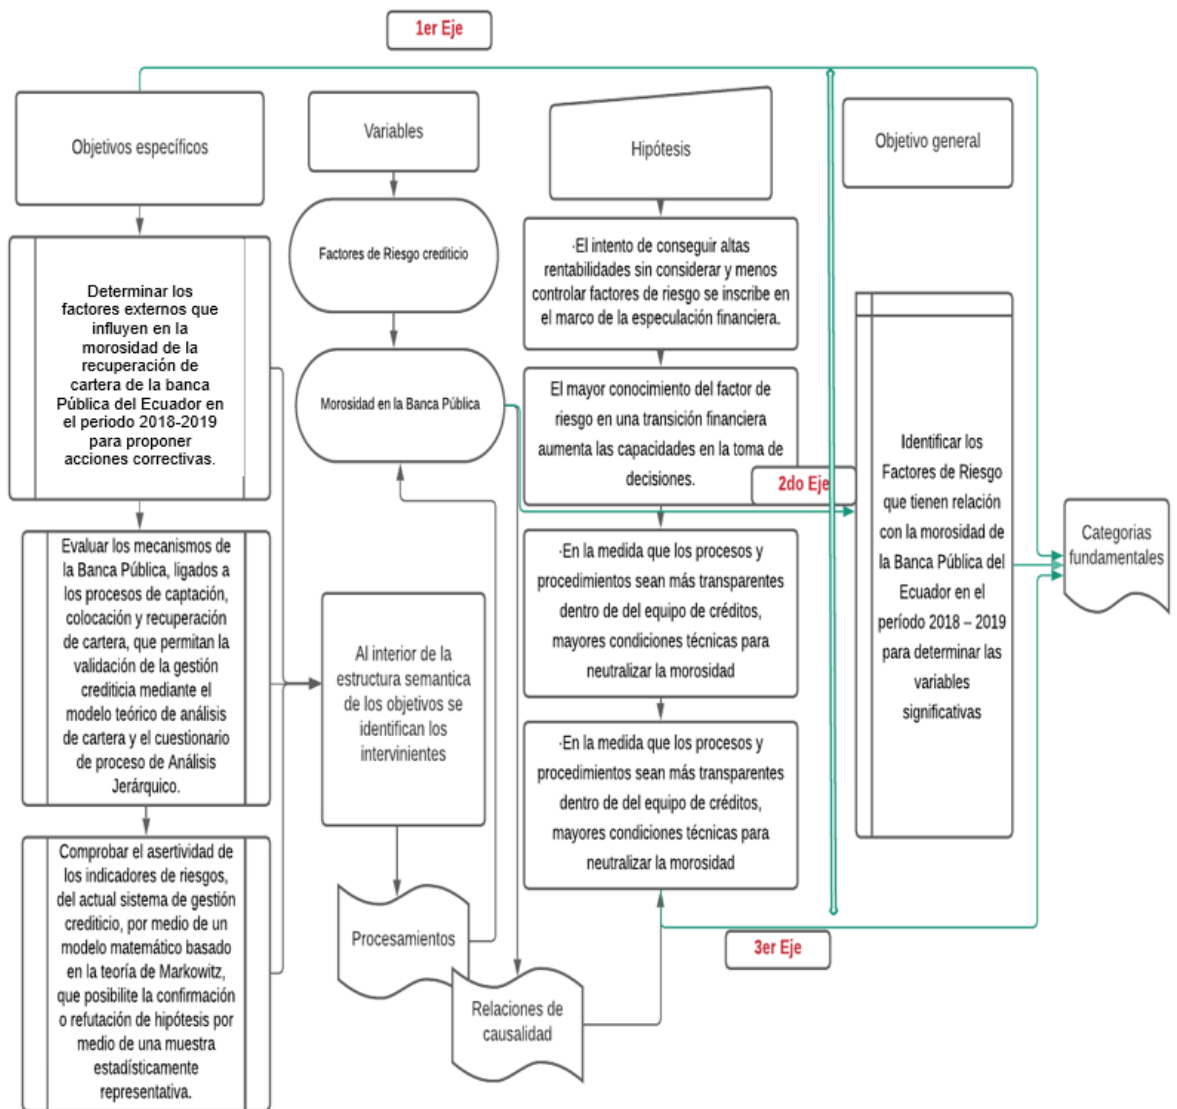 1er Eje
Objetivos específicos
Determinar los
factores externos que
influyen en la
morosidad de la
recuperación de
cartera de la banca
Pública del Ecuador en
el periodo 2018-2019
para proponer
acciones correctivas.
Evaluar los mecanismos de
la Banca Pública, ligados a
los procesos de captación,
colocación y recuperación
de cartera, que permitan la
validación de la gestión
crediticia mediante el
modelo teórico de análisis
de cartera y el cuestionario
de proceso de Análisis
Jerárquico.
Comprobar el asertividad de
los indicadores de riesgos,
del actual sistema de gestión
crediticio, por medio de un
modelo matemático basado
en la teoría de Markowitz,
que posibilite la confirmación
o refutación de hipótesis por
medio de una muestra
estadísticamente
representativa.
Variables
Factores de Riesgo crediticio
Morosidad en la Banca Pública
Al interior de la
estructura semantica
de los objetivos se
identifican los
intervinientes
Procesamientos
Relaciones de
causalidad
Hipótesis
·El intento de conseguir altas
rentabilidades sin considerar y menos
controlar factores de riesgo se inscribe en
el marco de la especulación financiera.
El mayor conocimiento del factor de
riesgo en una transición financiera
aumenta las capacidades en la toma de
decisiones.
2do Eje
·En la medida que los procesos y
procedimientos sean más transparentes
dentro de del equipo de créditos,
mayores condiciones técnicas para
neutralizar la morosidad
·En la medida que los procesos y
procedimientos sean más transparentes
dentro de del equipo de créditos,
mayores condiciones técnicas para
neutralizar la morosidad
3er Eje
Objetivo general
Identificar los
Factores de Riesgo
que tienen relación
con la morosidad de
la Banca Pública del
Ecuador en el
período 2018 – 2019
para determinar las
variables
significativas
Categorias
fundamentales